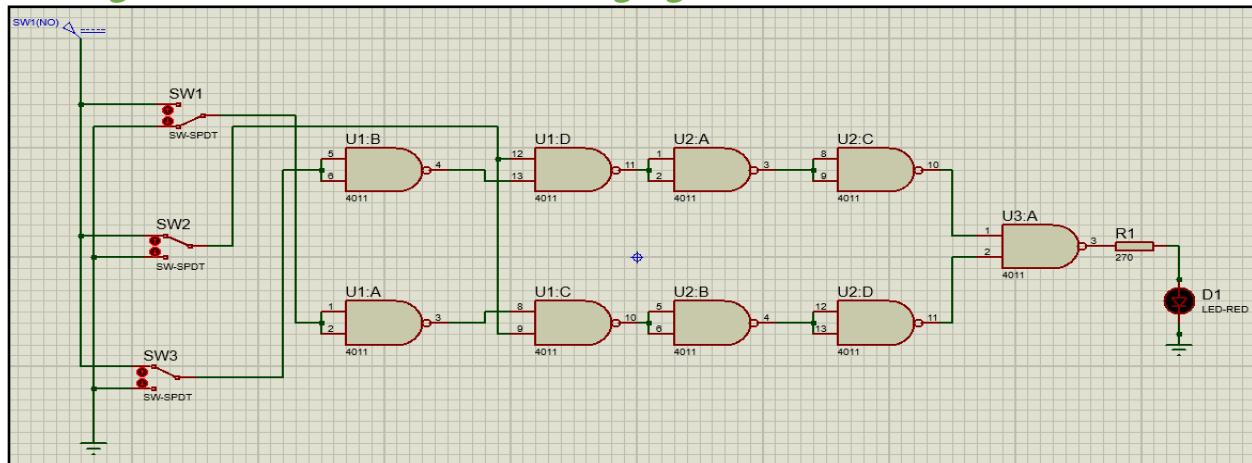 SW1(NO)
SW1
SW-SPDT
U1:B
5
6
4
4011
U1:D
12
13
11
4011
U2:A
1
2
3
4011
U2:C
8
9
10
4011
SW2
SW-SPDT
U3:A
1
2
3
4011
R1
270
U1:A
1
2
3
4011
U1:C
8
9
10
4011
U2:B
5
6
4
4011
U2:D
12
13
11
4011
D1
LED-RED
SW3
SW-SPDT